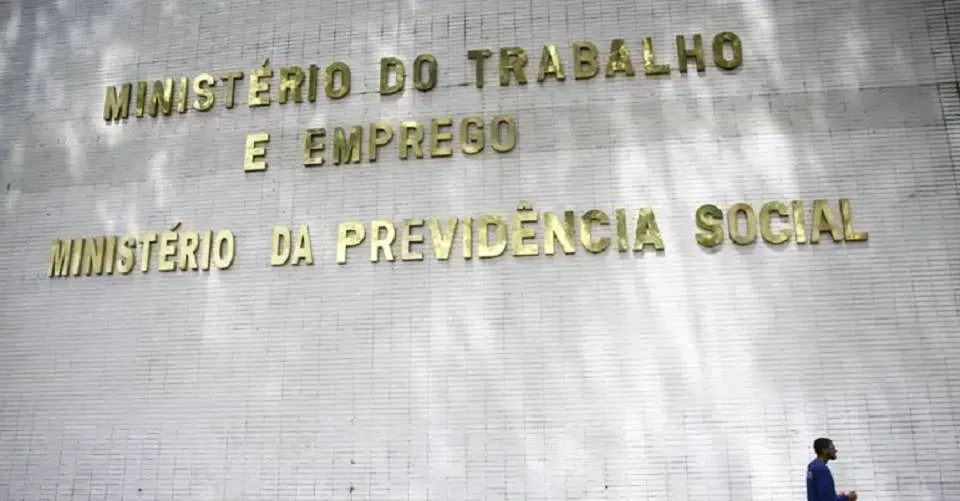 MINISTÉRIO DO TRABALHO
E EMPREGO
MINISTÉRIO DA PREVIDÊNCIA SOCIAL